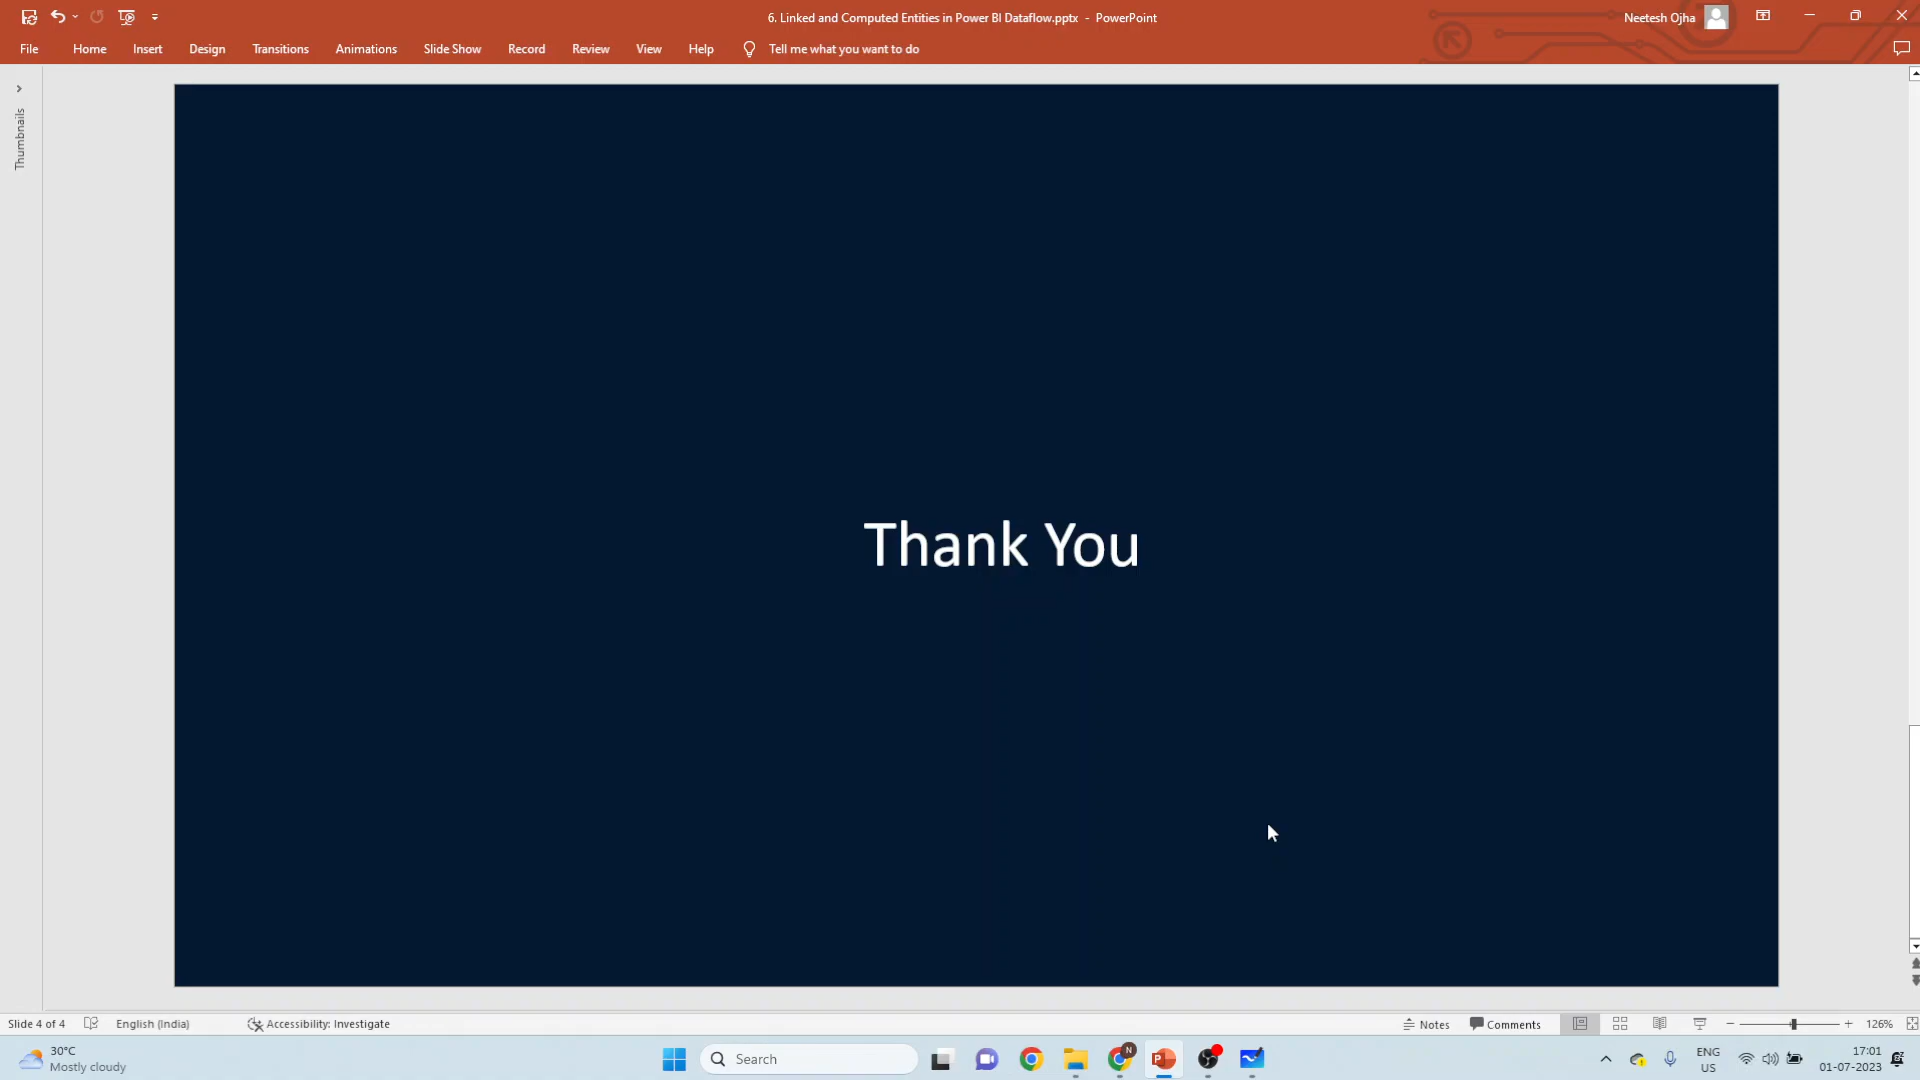 6. Linked and Computed Entities in Power BI Dataflow.pptx - PowerPoint
Neetesh Ojha
File Home Insert Design Transitions Animations Slide Show Record Review View Help Tell me what you want to do
Thumbnails
Thank You
Slide 4 of 4 English (India) Accessibility: Investigate Notes Comments 126%
30°C
Mostly cloudy
Search
N
ENG
US
17:01
01-07-2023